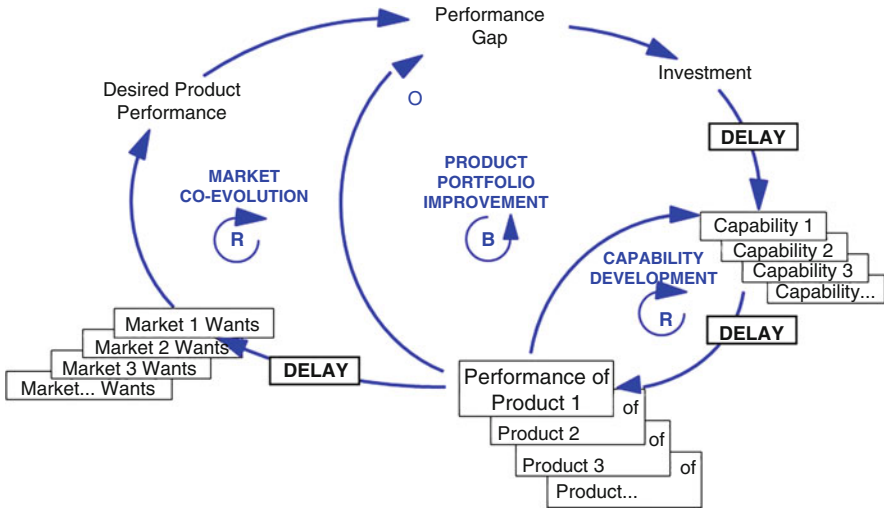 Performance
Gap
Investment
Desired Product
Performance
O
DELAY
MARKET
CO-EVOLUTION
R
PRODUCT
PORTFOLIO
IMPROVEMENT
B
CAPABILITY
DEVELOPMENT
R
Capability 1
Capability 2
Capability 3
Capability...
DELAY
Market 1 Wants
Market 2 Wants
Market 3 Wants
Market... Wants
DELAY
Performance of
Product 1
of
Product 2
of
Product 3
of
Product...